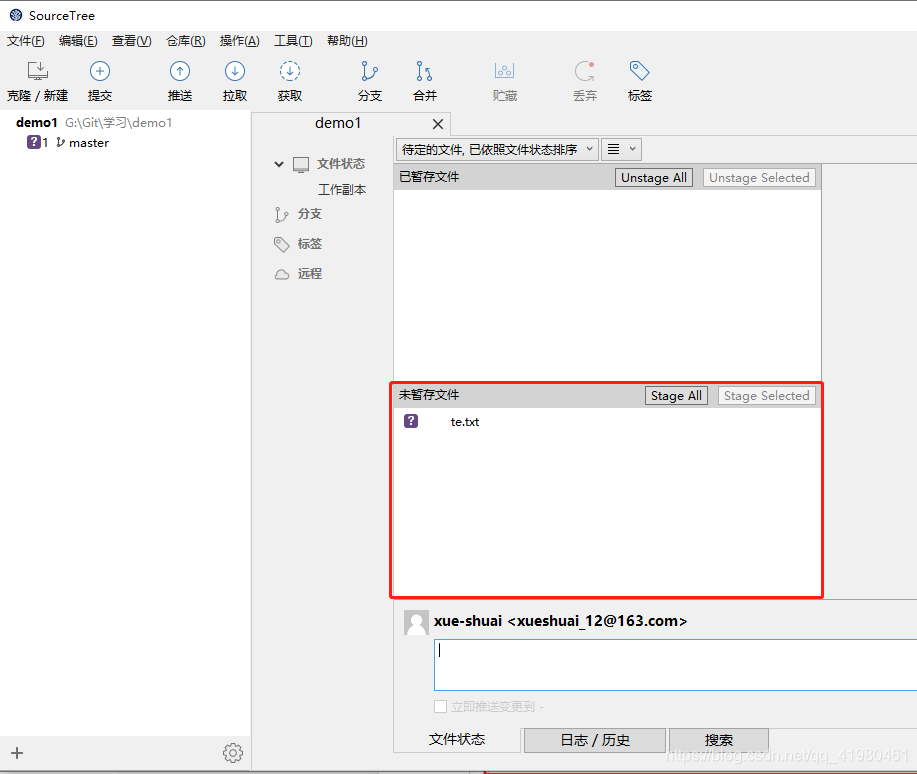 SourceTree
文件(F) 编辑(E) 查看(V) 仓库(R) 操作(A) 工具(T) 帮助(H)
克隆 / 新建 提交 推送 拉取 获取 分支 合并 贮藏 丢弃 标签
demo1 G:\Git\学习\demo1
? 1 master
demo1
文件状态
工作副本
分支
标签
远程
待定的文件, 已依照文件状态排序
已暂存文件 Unstage All Unstage Selected
未暂存文件 Stage All Stage Selected
? te.txt
xue-shuai <xueshuai_12@163.com>
立即推送变更到 -
文件状态 日志 / 历史 搜索
https://blog.csdn.net/qq_41980461